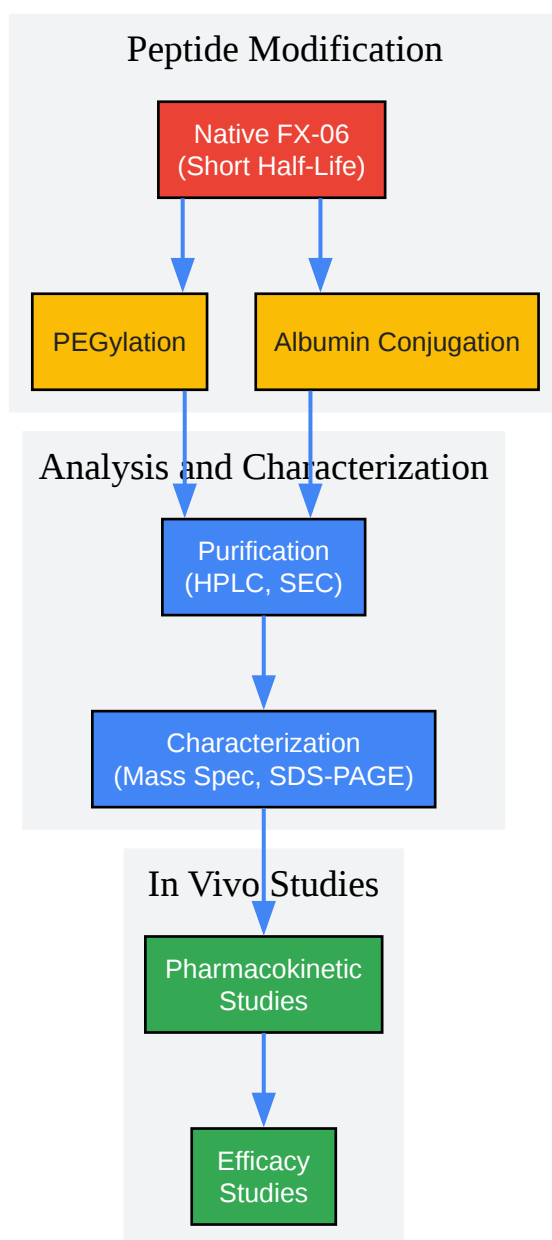 Peptide Modification
Native FX-06
(Short Half-Life)
PEGylation
Albumin Conjugation
Analysis and Characterization
Purification
(HPLC, SEC)
Characterization
(Mass Spec, SDS-PAGE)
In Vivo Studies
Pharmacokinetic
Studies
Efficacy
Studies